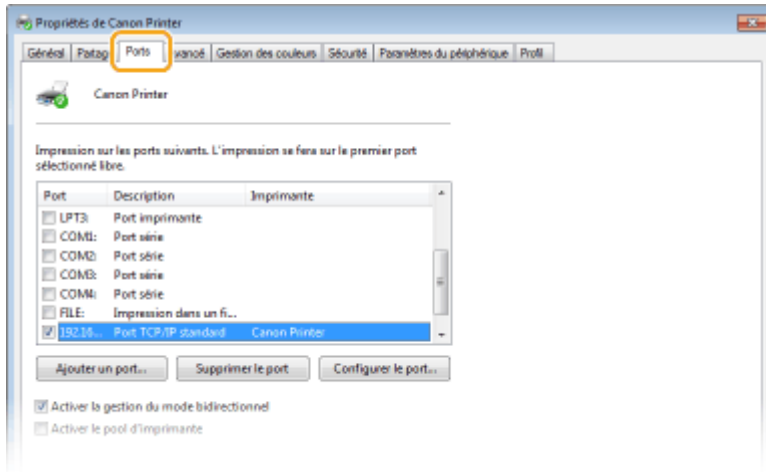 Propriétés de Canon Printer
Général Partag Ports vancé Gestion des couleurs Sécurité Paramètres du périphérique Profil
Canon Printer
Impression sur les ports suivants. L'impression se fera sur le premier port
sélectionné libre.
Port Description Imprimante
LPT3: Port imprimante
COM1: Port série
COM2: Port série
COM3: Port série
COM4: Port série
FILE: Impression dans un fi...
192.16... Port TCP/IP standard Canon Printer
Ajouter un port... Supprimer le port Configurer le port...
Activer la gestion du mode bidirectionnel
Activer le pool d'imprimante